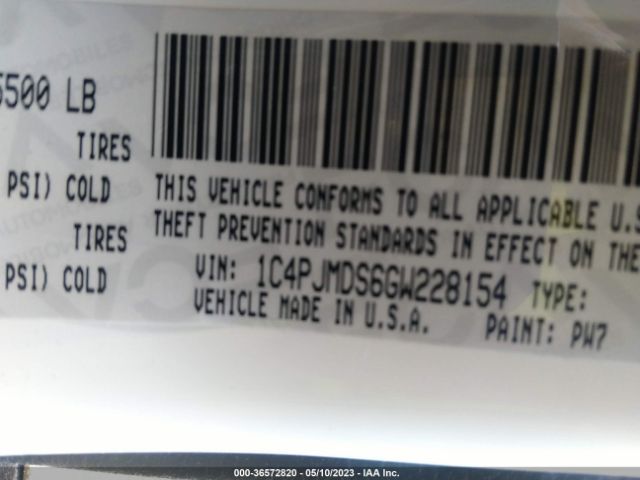 5500 LB
TIRES
PSI) COLD
TIRES
PSI) COLD
THIS VEHICLE CONFORMS TO ALL APPLICABLE U.S
THEFT PREVENTION STANDARDS IN EFFECT ON THE
VIN: 1C4PJMDS6GW228154 TYPE:
VEHICLE MADE IN U.S.A. PAINT: PW7
000-36572820 - 05/10/2023 - IAA Inc.